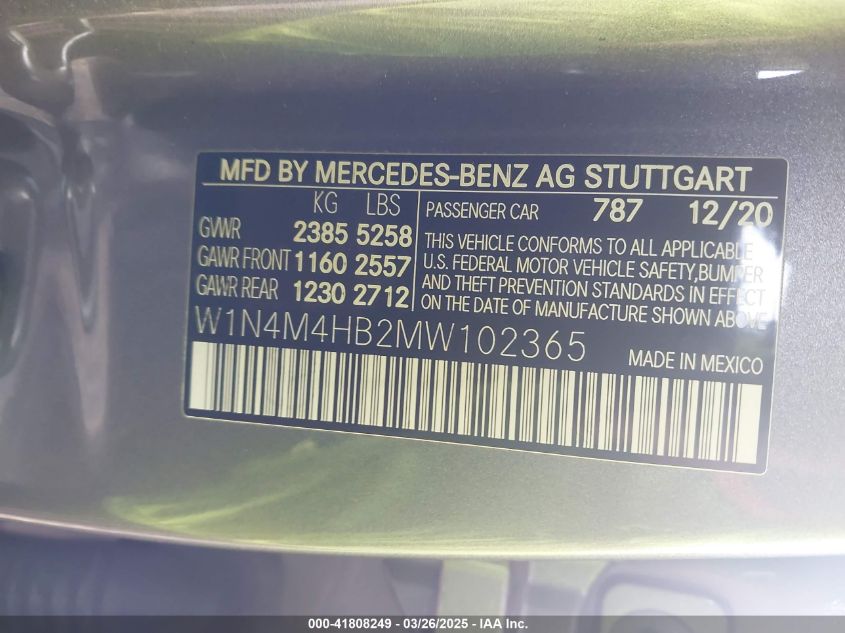 MFD BY MERCEDES-BENZ AG STUTTGART
KG LBS
GVWR 2385 5258
GAWR FRONT 1160 2557
GAWR REAR 1230 2712
PASSENGER CAR 787 12/20
THIS VEHICLE CONFORMS TO ALL APPLICABLE
U.S. FEDERAL MOTOR VEHICLE SAFETY,BUMPER
AND THEFT PREVENTION STANDARDS IN EFFECT
ON THE DATE OF MANUFACTURE SHOWN ABOVE
W1N4M4HB2MW102365
MADE IN MEXICO
000-41808249 - 03/26/2025 - IAA Inc.